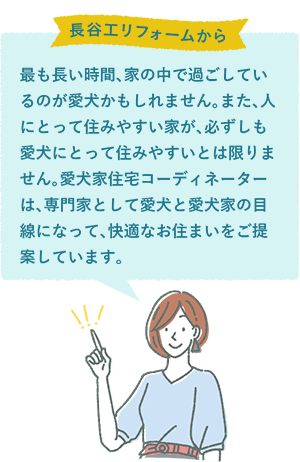 長谷工リフォームから
最も長い時間、家の中で過ごしてい
るのが愛犬かもしれません。また、人
にとって住みやすい家が、必ずしも
愛犬にとって住みやすいとは限りま
せん。愛犬家住宅コーディネーター
は、専門家として愛犬と愛犬家の目
線になって、快適なお住まいをご提
案しています。